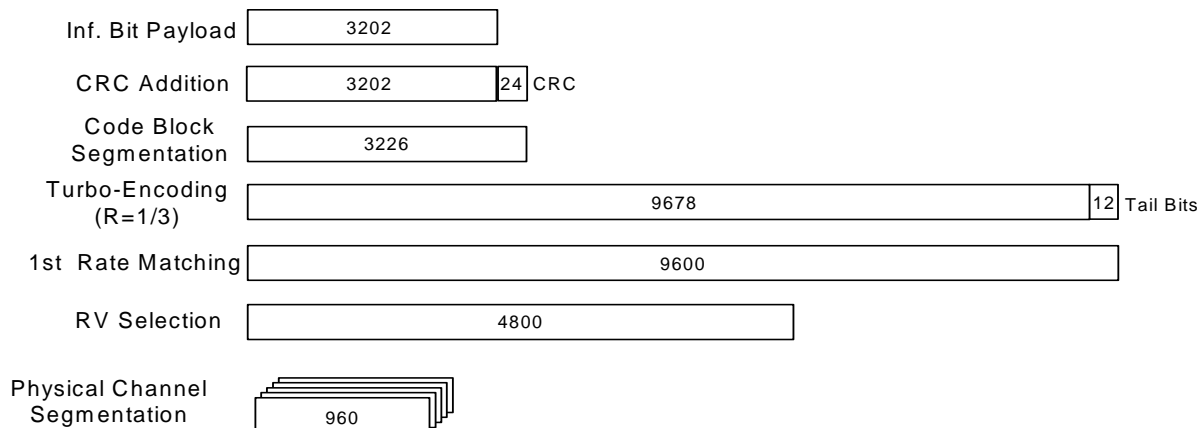 Inf. Bit Payload 3202
CRC Addition 3202 24 CRC
Code Block
Segmentation 3226
Turbo-Encoding
(R=1/3) 9678 12 Tail Bits
1st Rate Matching 9600
RV Selection 4800
Physical Channel
Segmentation 960